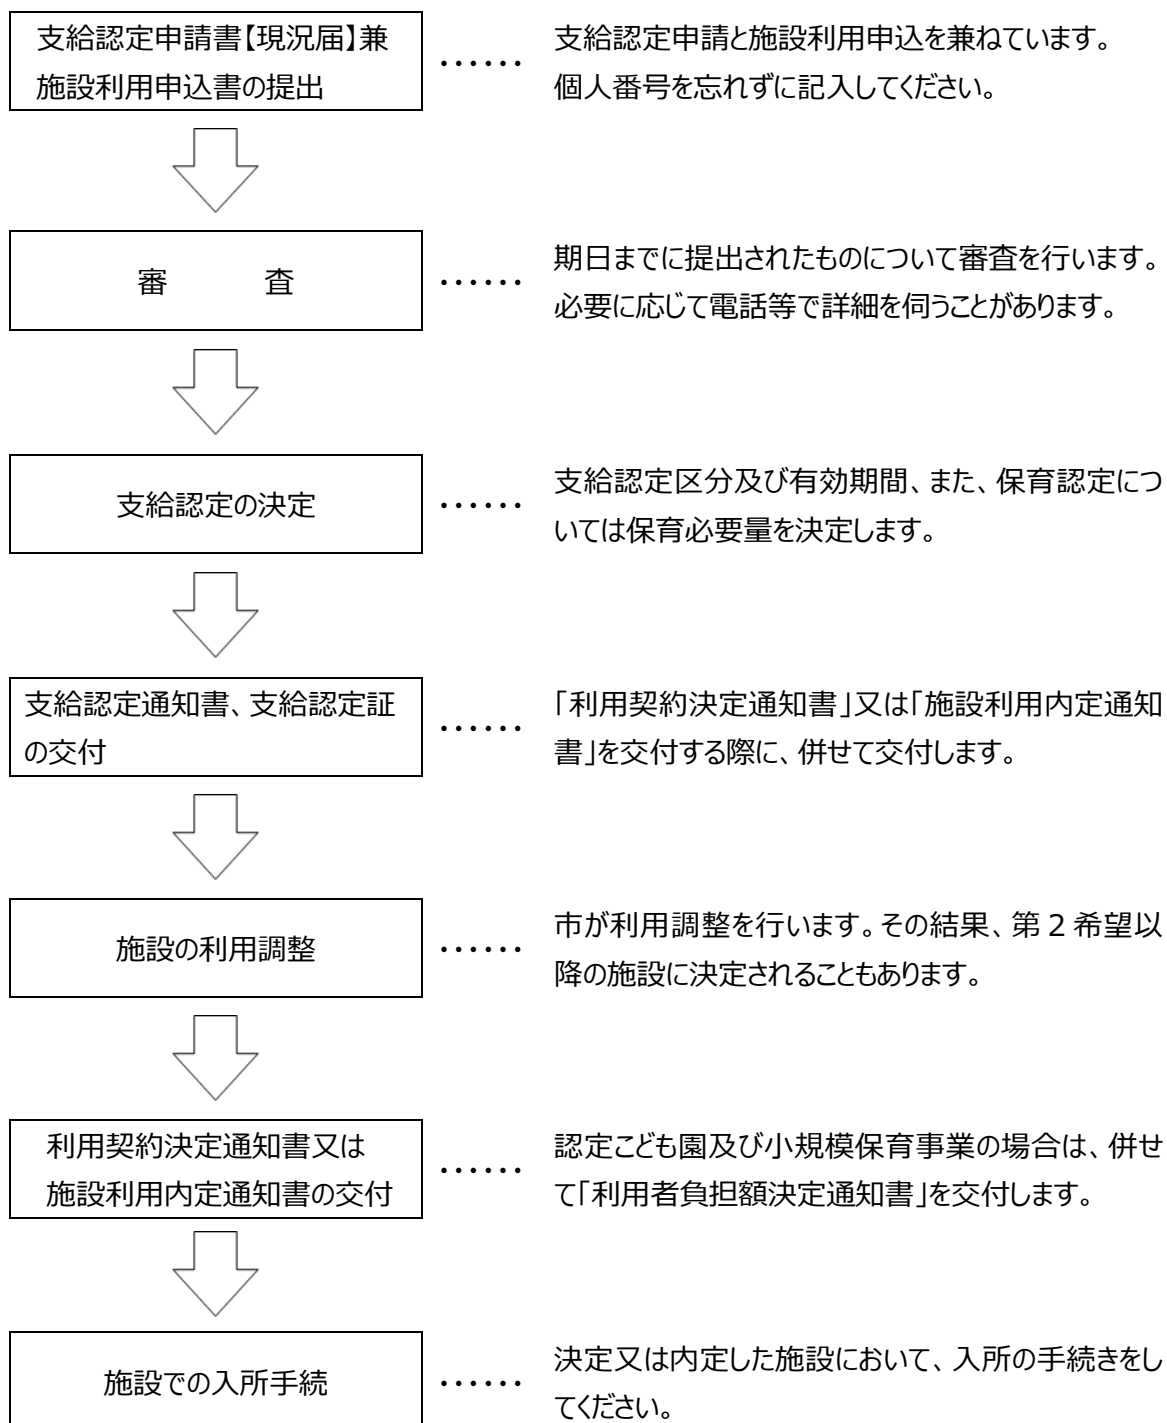 支給認定申請書【現況届】兼
施設利用申込書の提出
……
支給認定申請と施設利用申込を兼ねています。
個人番号を忘れずに記入してください。
審　　　査
……
期日までに提出されたものについて審査を行います。
必要に応じて電話等で詳細を伺うことがあります。
支給認定の決定
……
支給認定区分及び有効期間、また、保育認定につ
いては保育必要量を決定します。
支給認定通知書、支給認定証
の交付
……
「利用契約決定通知書」又は「施設利用内定通知
書」を交付する際に、併せて交付します。
施設の利用調整
……
市が利用調整を行います。その結果、第２希望以
降の施設に決定されることもあります。
利用契約決定通知書又は
施設利用内定通知書の交付
……
認定こども園及び小規模保育事業の場合は、併せ
て「利用者負担額決定通知書」を交付します。
施設での入所手続
……
決定又は内定した施設において、入所の手続きをし
てください。